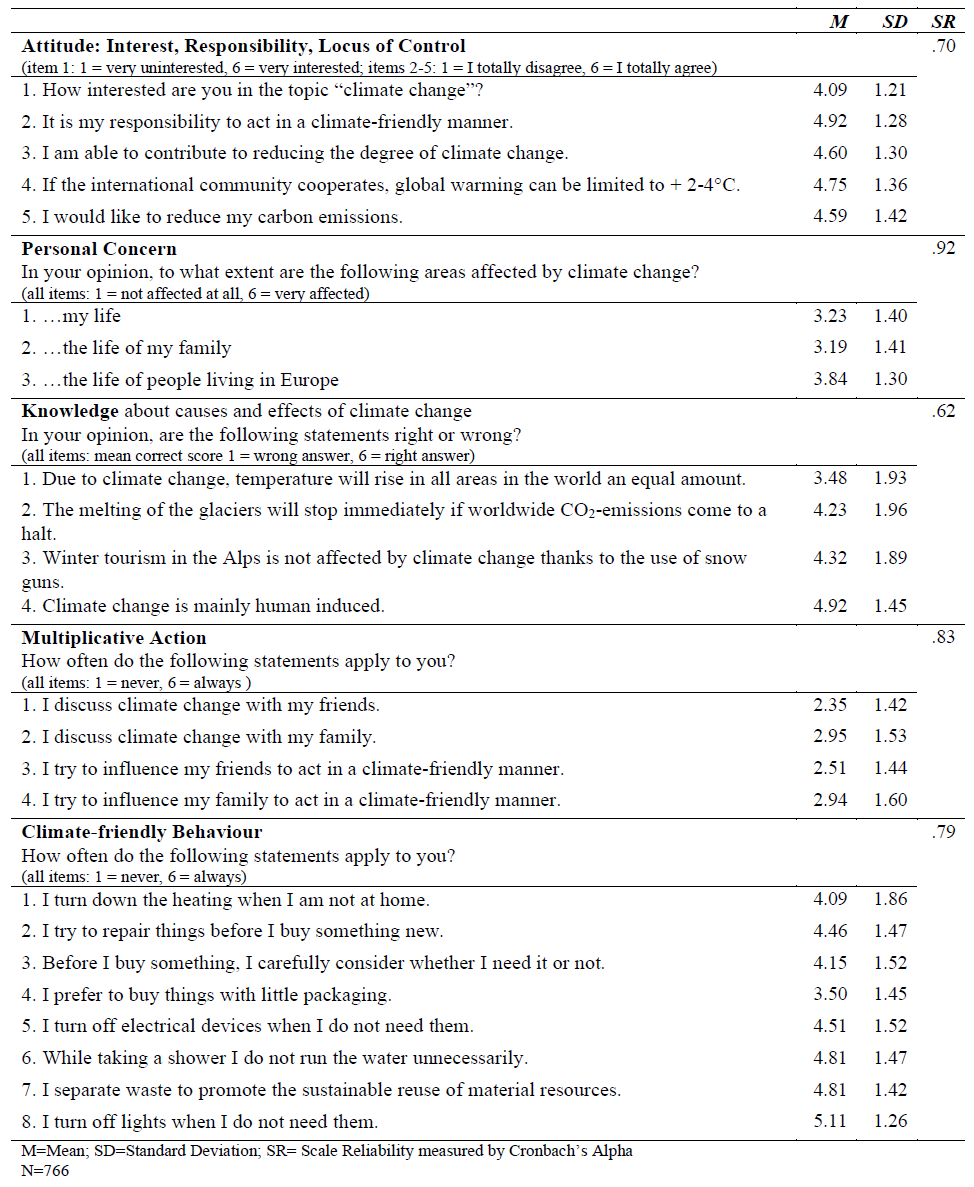 M SD SR
Attitude: Interest, Responsibility, Locus of Control .70
(item 1: 1 = very uninterested, 6 = very interested; items 2-5: 1 = I totally disagree, 6 = I totally agree)
1. How interested are you in the topic “climate change”? 4.09 1.21
2. It is my responsibility to act in a climate-friendly manner. 4.92 1.28
3. I am able to contribute to reducing the degree of climate change. 4.60 1.30
4. If the international community cooperates, global warming can be limited to + 2-4°C. 4.75 1.36
5. I would like to reduce my carbon emissions. 4.59 1.42
Personal Concern .92
In your opinion, to what extent are the following areas affected by climate change?
(all items: 1 = not affected at all, 6 = very affected)
1. …my life 3.23 1.40
2. …the life of my family 3.19 1.41
3. …the life of people living in Europe 3.84 1.30
Knowledge about causes and effects of climate change .62
In your opinion, are the following statements right or wrong?
(all items: mean correct score 1 = wrong answer, 6 = right answer)
1. Due to climate change, temperature will rise in all areas in the world an equal amount. 3.48 1.93
2. The melting of the glaciers will stop immediately if worldwide CO₂-emissions come to a 4.23 1.96
halt.
3. Winter tourism in the Alps is not affected by climate change thanks to the use of snow 4.32 1.89
guns.
4. Climate change is mainly human induced. 4.92 1.45
Multiplicative Action .83
How often do the following statements apply to you?
(all items: 1 = never, 6 = always )
1. I discuss climate change with my friends. 2.35 1.42
2. I discuss climate change with my family. 2.95 1.53
3. I try to influence my friends to act in a climate-friendly manner. 2.51 1.44
4. I try to influence my family to act in a climate-friendly manner. 2.94 1.60
Climate-friendly Behaviour .79
How often do the following statements apply to you?
(all items: 1 = never, 6 = always)
1. I turn down the heating when I am not at home. 4.09 1.86
2. I try to repair things before I buy something new. 4.46 1.47
3. Before I buy something, I carefully consider whether I need it or not. 4.15 1.52
4. I prefer to buy things with little packaging. 3.50 1.45
5. I turn off electrical devices when I do not need them. 4.51 1.52
6. While taking a shower I do not run the water unnecessarily. 4.81 1.47
7. I separate waste to promote the sustainable reuse of material resources. 4.81 1.42
8. I turn off lights when I do not need them. 5.11 1.26
M=Mean; SD=Standard Deviation; SR= Scale Reliability measured by Cronbach’s Alpha
N=766